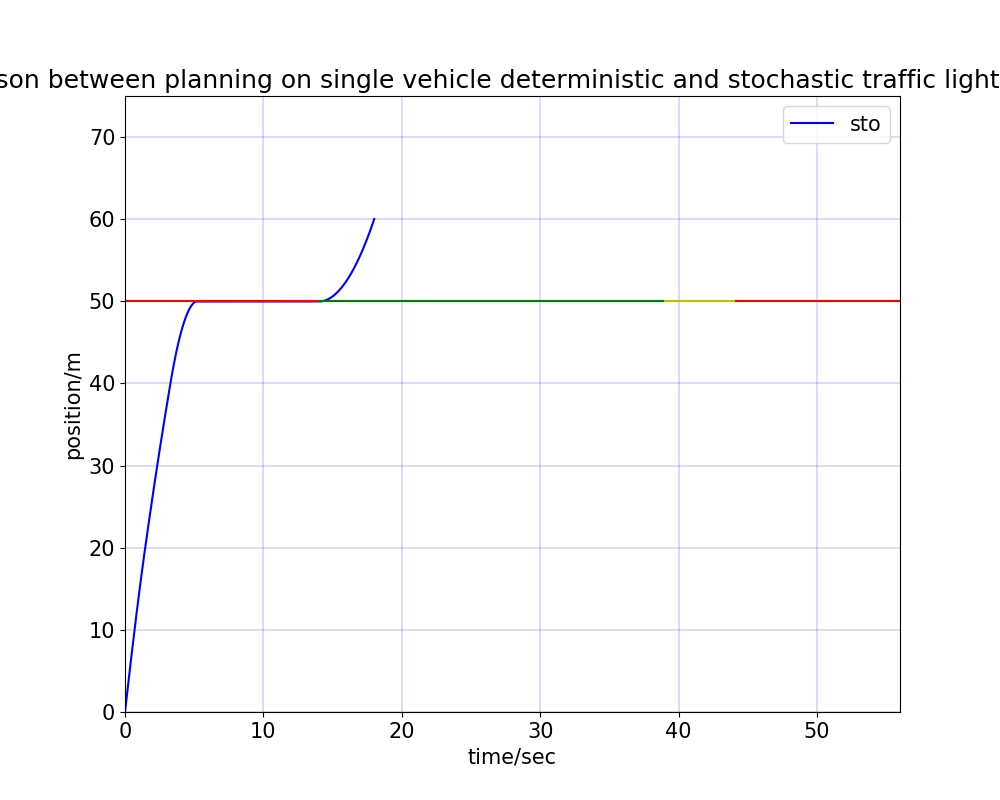 son between planning on single vehicle deterministic and stochastic traffic light
sto
70
60
50
40
30
20
10
0
position/m
0 10 20 30 40 50
time/sec